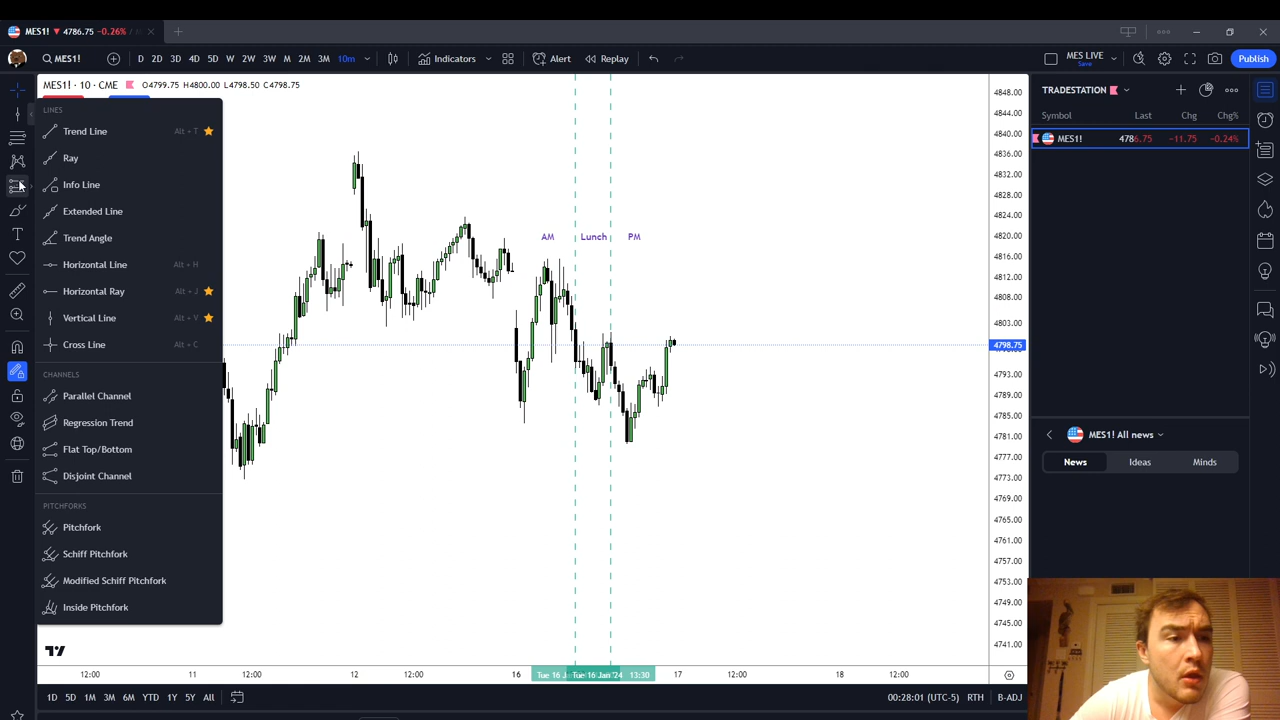 MES1! ▼ 4786.75 -0.26%
MES1! D 2D 3D 4D 5D W 2W 3W M 2M 3M 10m Indicators Alert Replay MES LIVE Save Publish
MES1! · 10 · CME O4799.75 H4800.00 L4798.50 C4798.75
LINES
Trend Line Alt + T
Ray
Info Line
Extended Line
Trend Angle
Horizontal Line Alt + H
Horizontal Ray Alt + J
Vertical Line Alt + V
Cross Line Alt + C
CHANNELS
Parallel Channel
Regression Trend
Flat Top/Bottom
Disjoint Channel
PITCHFORKS
Pitchfork
Schiff Pitchfork
Modified Schiff Pitchfork
Inside Pitchfork
AM Lunch PM
4848.00
4844.00
4840.00
4836.00
4832.00
4828.00
4824.00
4820.00
4816.00
4812.00
4808.00
4803.00
4798.75
4793.00
4789.00
4785.00
4781.00
4777.00
4773.00
4769.00
4765.00
4761.00
4757.00
4753.00
4749.00
4745.00
4741.00
12:00 11 12:00 12 12:00 16 Tue 16 J Tue 16 Jan '24 13:30 17 12:00 18 12:00
1D 5D 1M 3M 6M YTD 1Y 5Y All 00:28:01 (UTC-5) RTH B-ADJ
TRADESTATION
Symbol Last Chg Chg%
MES1! 4786.75 −11.75 −0.24%
MES1! All news
News Ideas Minds